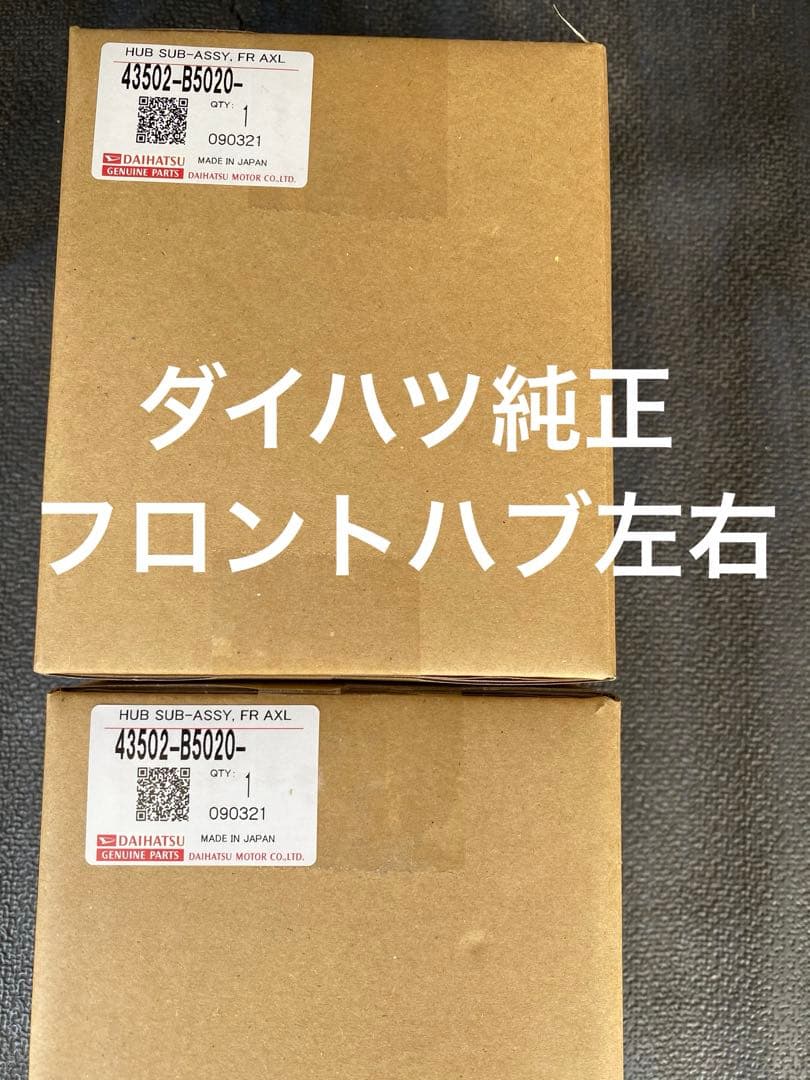 HUB SUB-ASSY, FR AXL
43502-B5020-
QTY: 1
090321
DAIHATSU MADE IN JAPAN
GENUINE PARTS DAIHATSU MOTOR CO.,LTD.
ダイハツ純正
フロントハブ左右
HUB SUB-ASSY, FR AXL
43502-B5020-
QTY: 1
090321
DAIHATSU MADE IN JAPAN
GENUINE PARTS DAIHATSU MOTOR CO.,LTD.